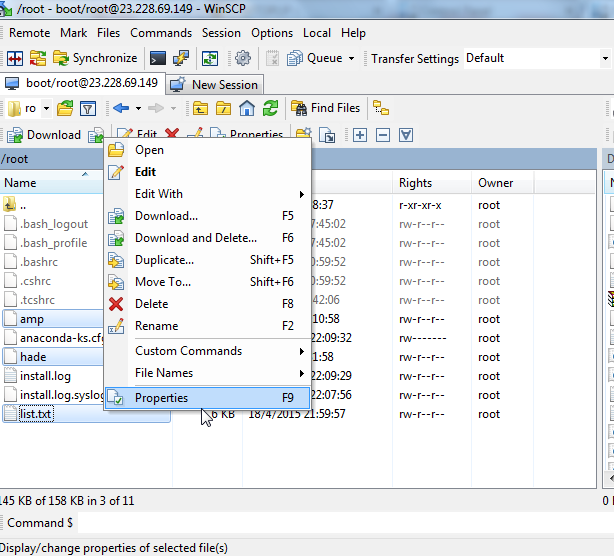 /root - boot/root@23.228.69.149 - WinSCP
Remote Mark Files Commands Session Options Local Help
Synchronize Queue Transfer Settings Default
boot/root@23.228.69.149 New Session
ro Find Files
Download Edit Properties
/root D
Name Rights Owner
.. 8:37 r-xr-xr-x root
.bash_logout 7:45:02 rw-r--r-- root
.bash_profile 7:45:02 rw-r--r-- root
.bashrc 0:59:52 rw-r--r-- root
.cshrc 0:59:52 rw-r--r-- root
.tcshrc :42:06 rw-r--r-- root
amp 10:58 rw-r--r-- root
anaconda-ks.cfg 22:09:32 rw------- root
hade 1:58 rw-r--r-- root
install.log 22:09:29 rw-r--r-- root
install.log.syslog 22:07:56 rw-r--r-- root
list.txt 6 KB 18/4/2015 21:59:57 rw-r--r-- root
Open
Edit
Edit With
Download... F5
Download and Delete... F6
Duplicate... Shift+F5
Move To... Shift+F6
Delete F8
Rename F2
Custom Commands
File Names
Properties F9
145 KB of 158 KB in 3 of 11 0
Command $
Display/change properties of selected file(s)